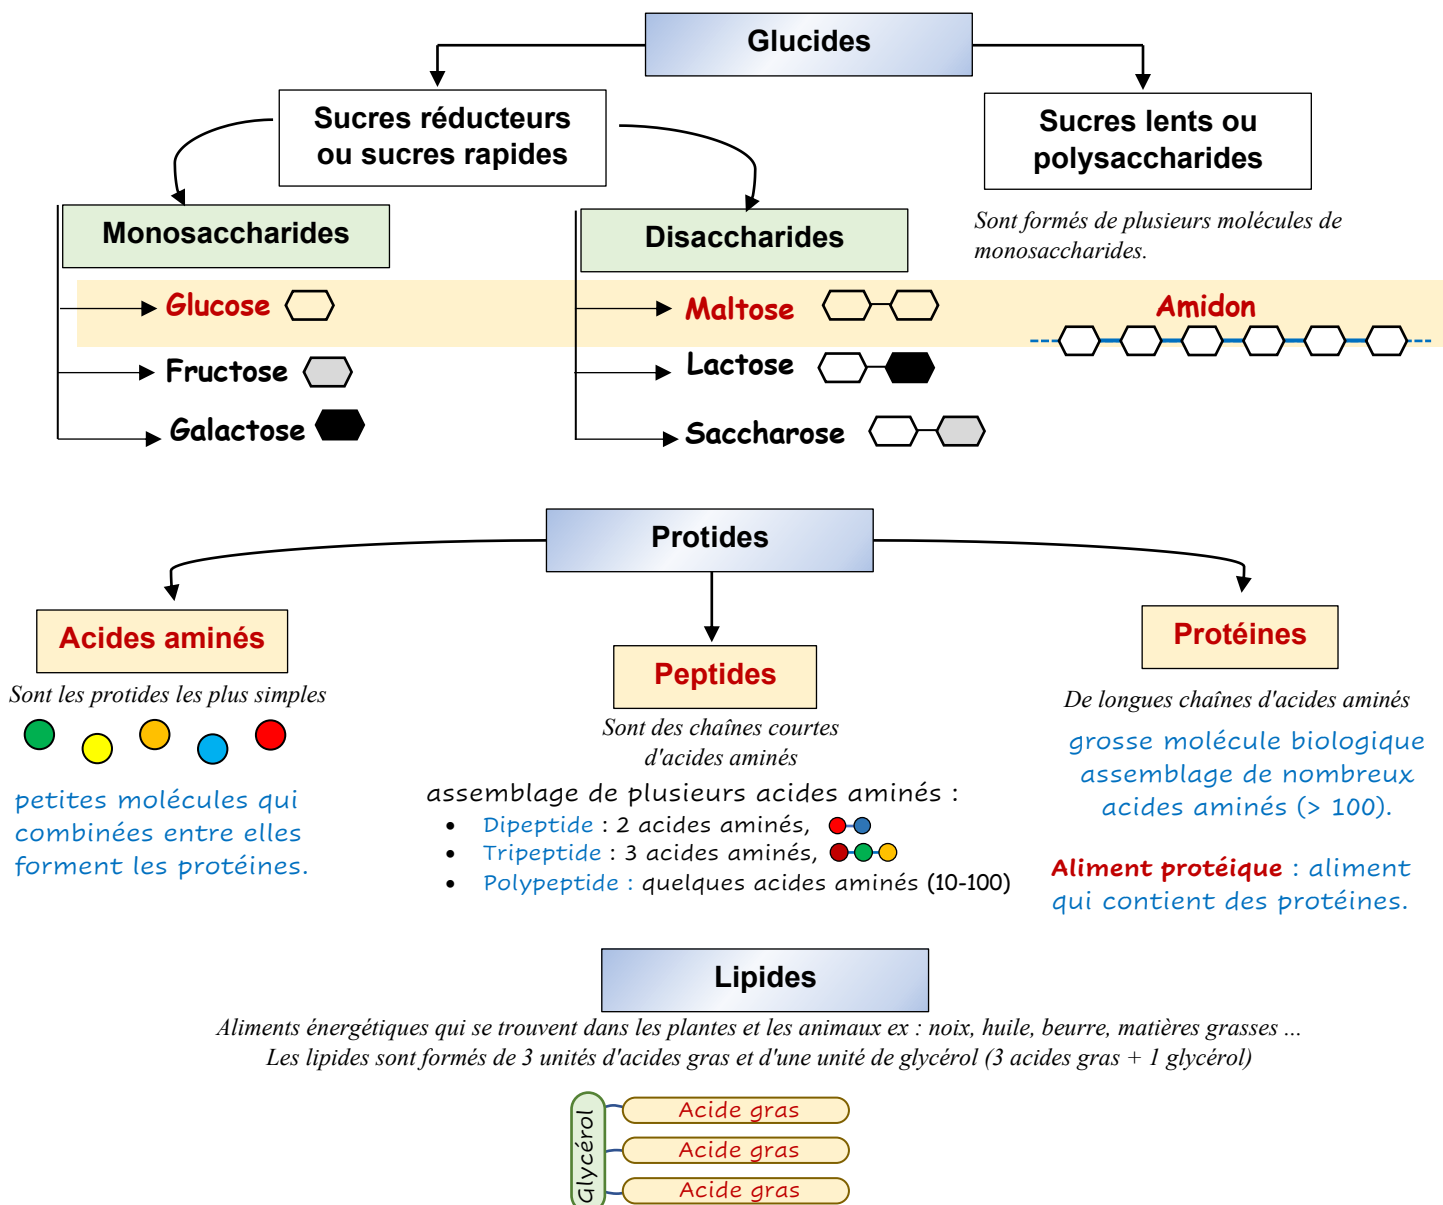 Glucides
Sucres réducteurs
ou sucres rapides
Sucres lents ou
polysaccharides
Sont formés de plusieurs molécules de
monosaccharides.
Monosaccharides
Disaccharides
Glucose
Maltose
Amidon
Fructose
Lactose
Galactose
Saccharose
Protides
Acides aminés
Sont les protides les plus simples
petites molécules qui
combinées entre elles
forment les protéines.
Peptides
Sont des chaînes courtes
d'acides aminés
assemblage de plusieurs acides aminés :
• Dipeptide : 2 acides aminés,
• Tripeptide : 3 acides aminés,
• Polypeptide : quelques acides aminés (10-100)
Protéines
De longues chaînes d'acides aminés
grosse molécule biologique
assemblage de nombreux
acides aminés (> 100).
Aliment protéique : aliment
qui contient des protéines.
Lipides
Aliments énergétiques qui se trouvent dans les plantes et les animaux ex : noix, huile, beurre, matières grasses ...
Les lipides sont formés de 3 unités d'acides gras et d'une unité de glycérol (3 acides gras + 1 glycérol)
Glycérol
Acide gras
Acide gras
Acide gras